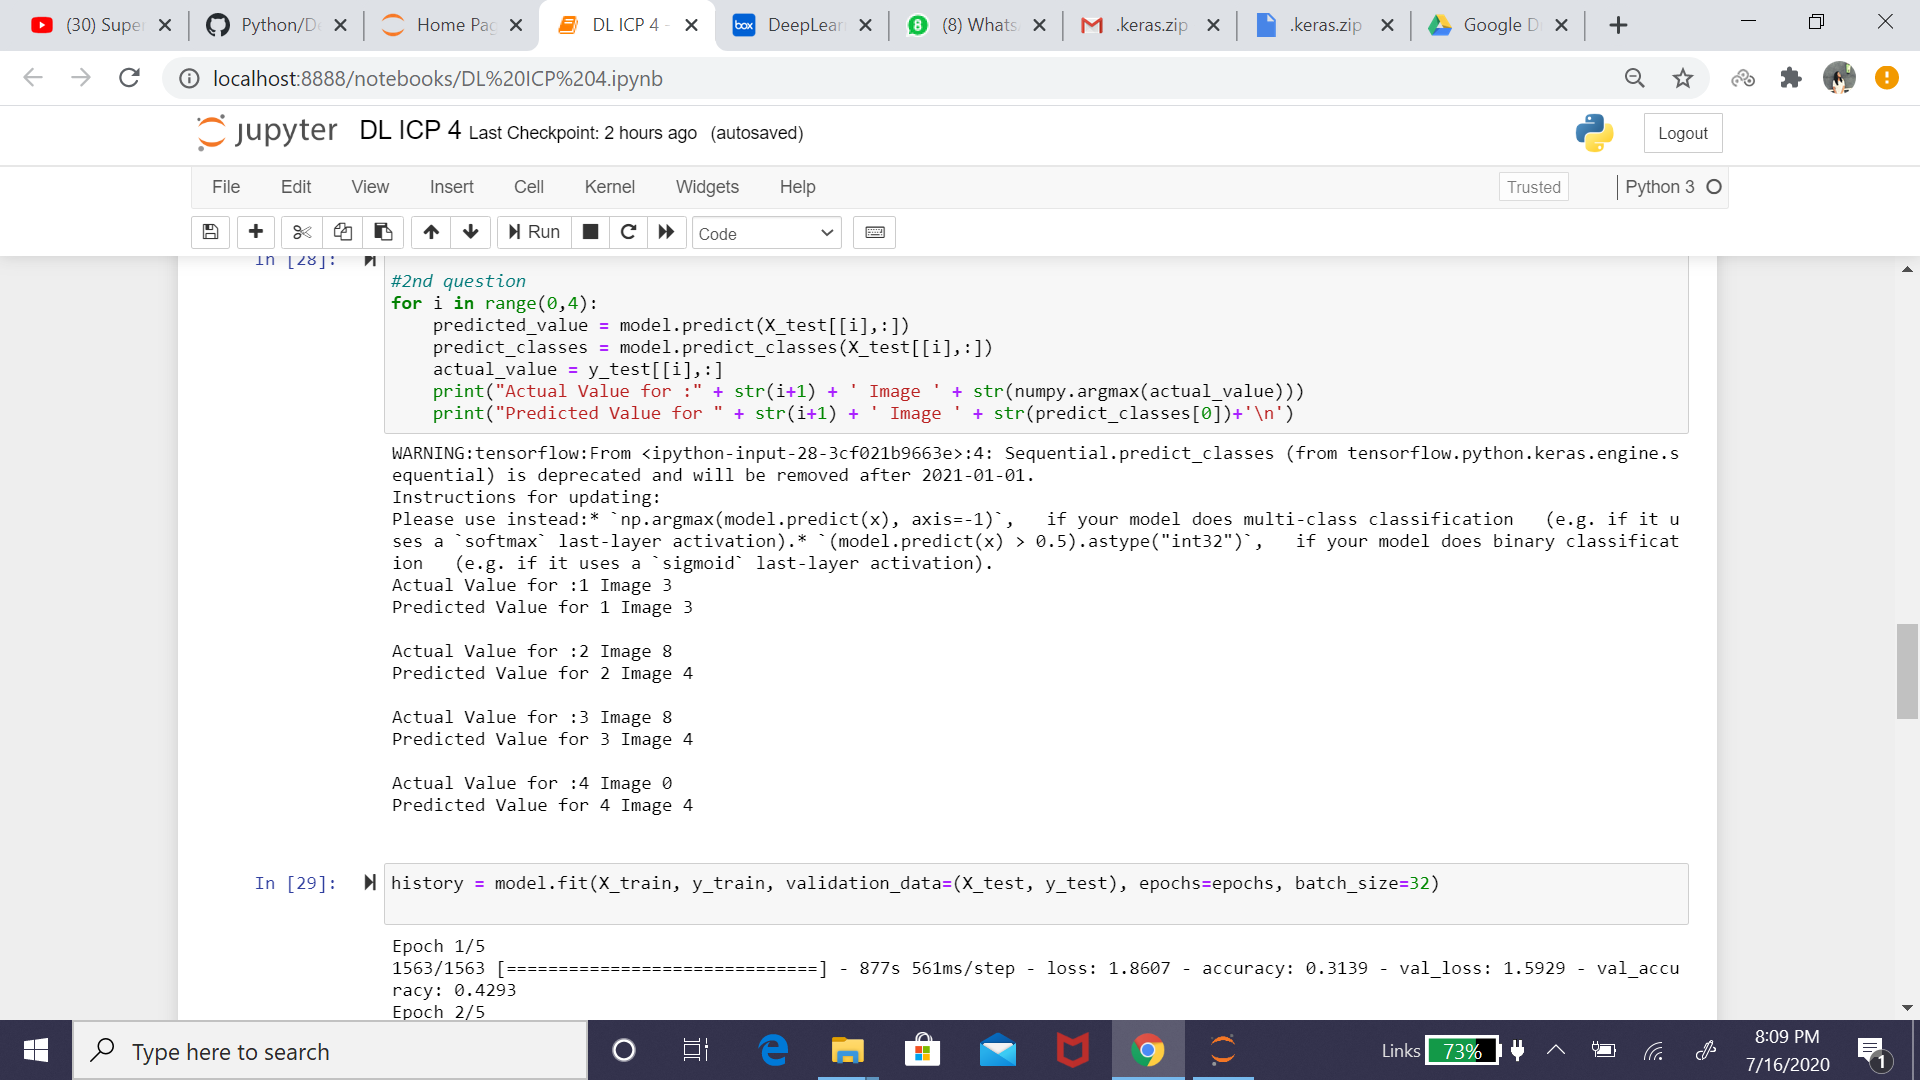 (30) Super
Python/De
Home Pag
DL ICP 4 -
box
DeepLear
8
(8) Whats
.keras.zip
.keras.zip
Google D
localhost:8888/notebooks/DL%20ICP%204.ipynb
jupyter
DL ICP 4 Last Checkpoint: 2 hours ago (autosaved)
Logout
File Edit View Insert Cell Kernel Widgets Help
Trusted
Python 3
Run
Code
In [28]:
#2nd question
for i in range(0,4):
    predicted_value = model.predict(X_test[[i],:])
    predict_classes = model.predict_classes(X_test[[i],:])
    actual_value = y_test[[i],:]
    print("Actual Value for :" + str(i+1) + ' Image ' + str(numpy.argmax(actual_value)))
    print("Predicted Value for " + str(i+1) + ' Image ' + str(predict_classes[0])+'\n')
WARNING:tensorflow:From <ipython-input-28-3cf021b9663e>:4: Sequential.predict_classes (from tensorflow.python.keras.engine.s
equential) is deprecated and will be removed after 2021-01-01.
Instructions for updating:
Please use instead:* `np.argmax(model.predict(x), axis=-1)`,   if your model does multi-class classification   (e.g. if it u
ses a `softmax` last-layer activation).* `(model.predict(x) > 0.5).astype("int32")`,   if your model does binary classificat
ion   (e.g. if it uses a `sigmoid` last-layer activation).
Actual Value for :1 Image 3
Predicted Value for 1 Image 3
Actual Value for :2 Image 8
Predicted Value for 2 Image 4
Actual Value for :3 Image 8
Predicted Value for 3 Image 4
Actual Value for :4 Image 0
Predicted Value for 4 Image 4
In [29]:
history = model.fit(X_train, y_train, validation_data=(X_test, y_test), epochs=epochs, batch_size=32)
Epoch 1/5
1563/1563 [==============================] - 877s 561ms/step - loss: 1.8607 - accuracy: 0.3139 - val_loss: 1.5929 - val_accu
racy: 0.4293
Epoch 2/5
Type here to search
Links
73%
8:09 PM
7/16/2020
1